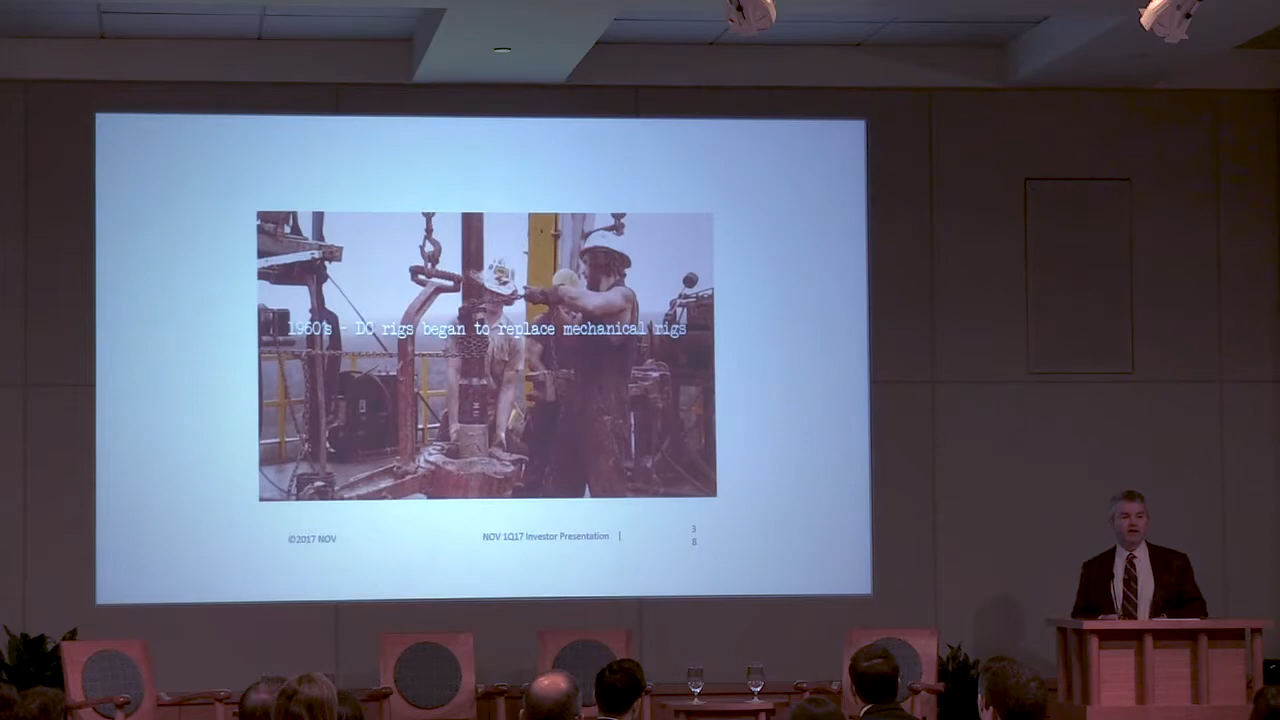 1960's - DC rigs began to replace mechanical rigs
©2017 NOV
NOV 1Q17 Investor Presentation |
3
8